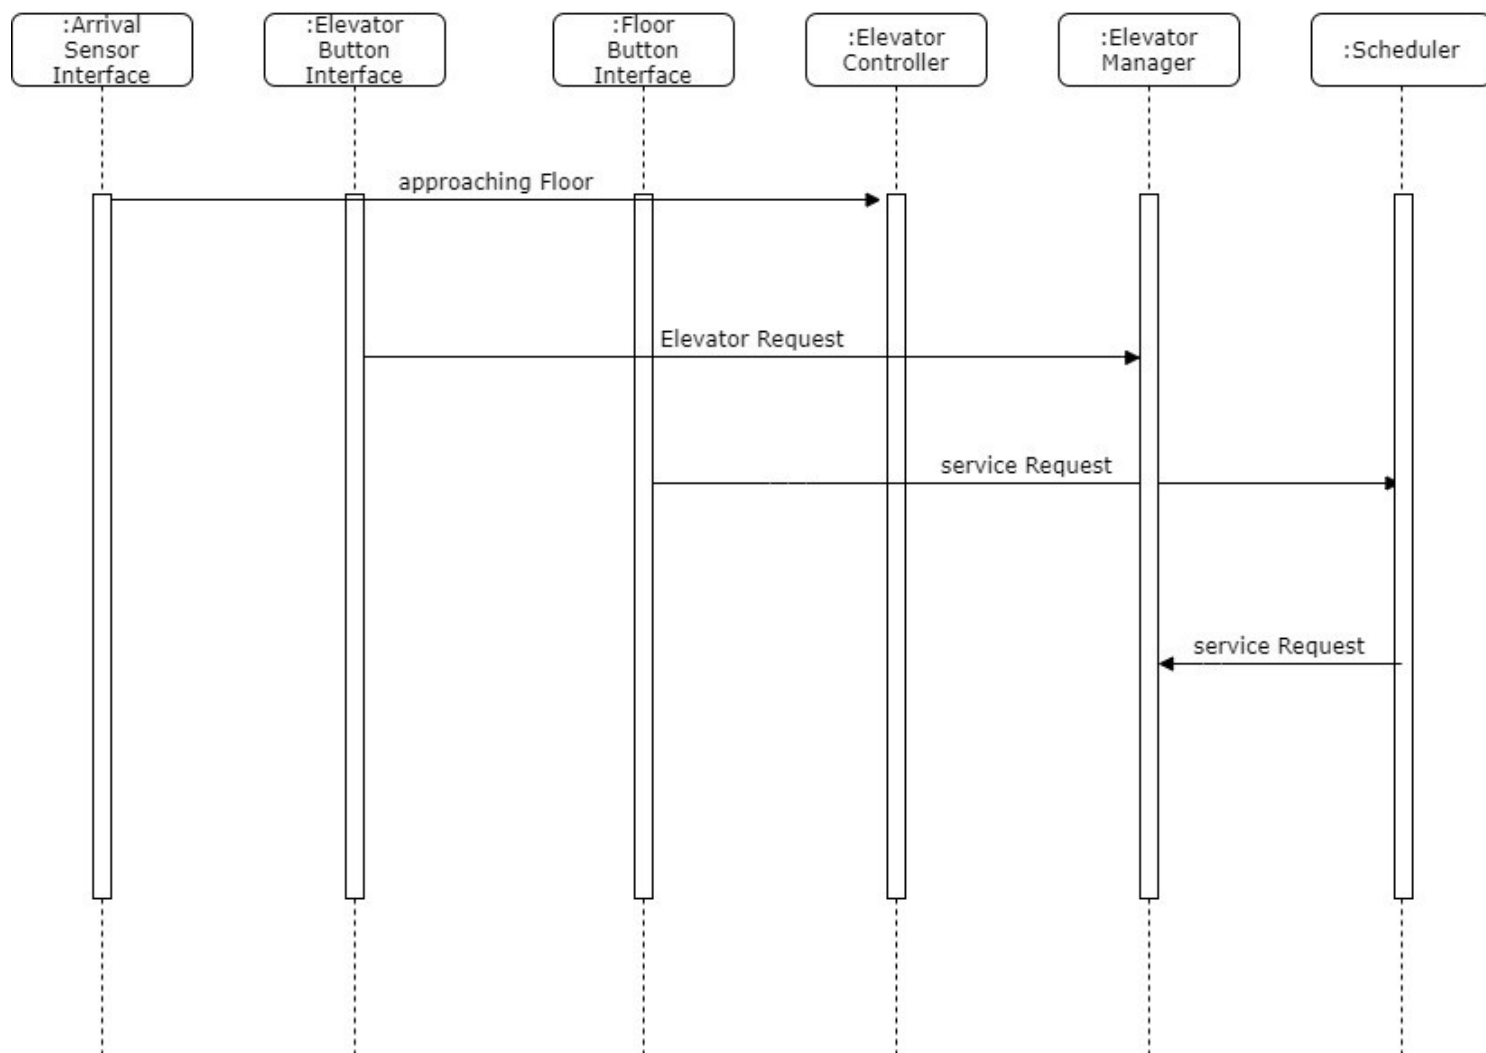 :Arrival
Sensor
Interface
:Elevator
Button
Interface
:Floor
Button
Interface
:Elevator
Controller
:Elevator
Manager
:Scheduler
approaching Floor
Elevator Request
service Request
service Request